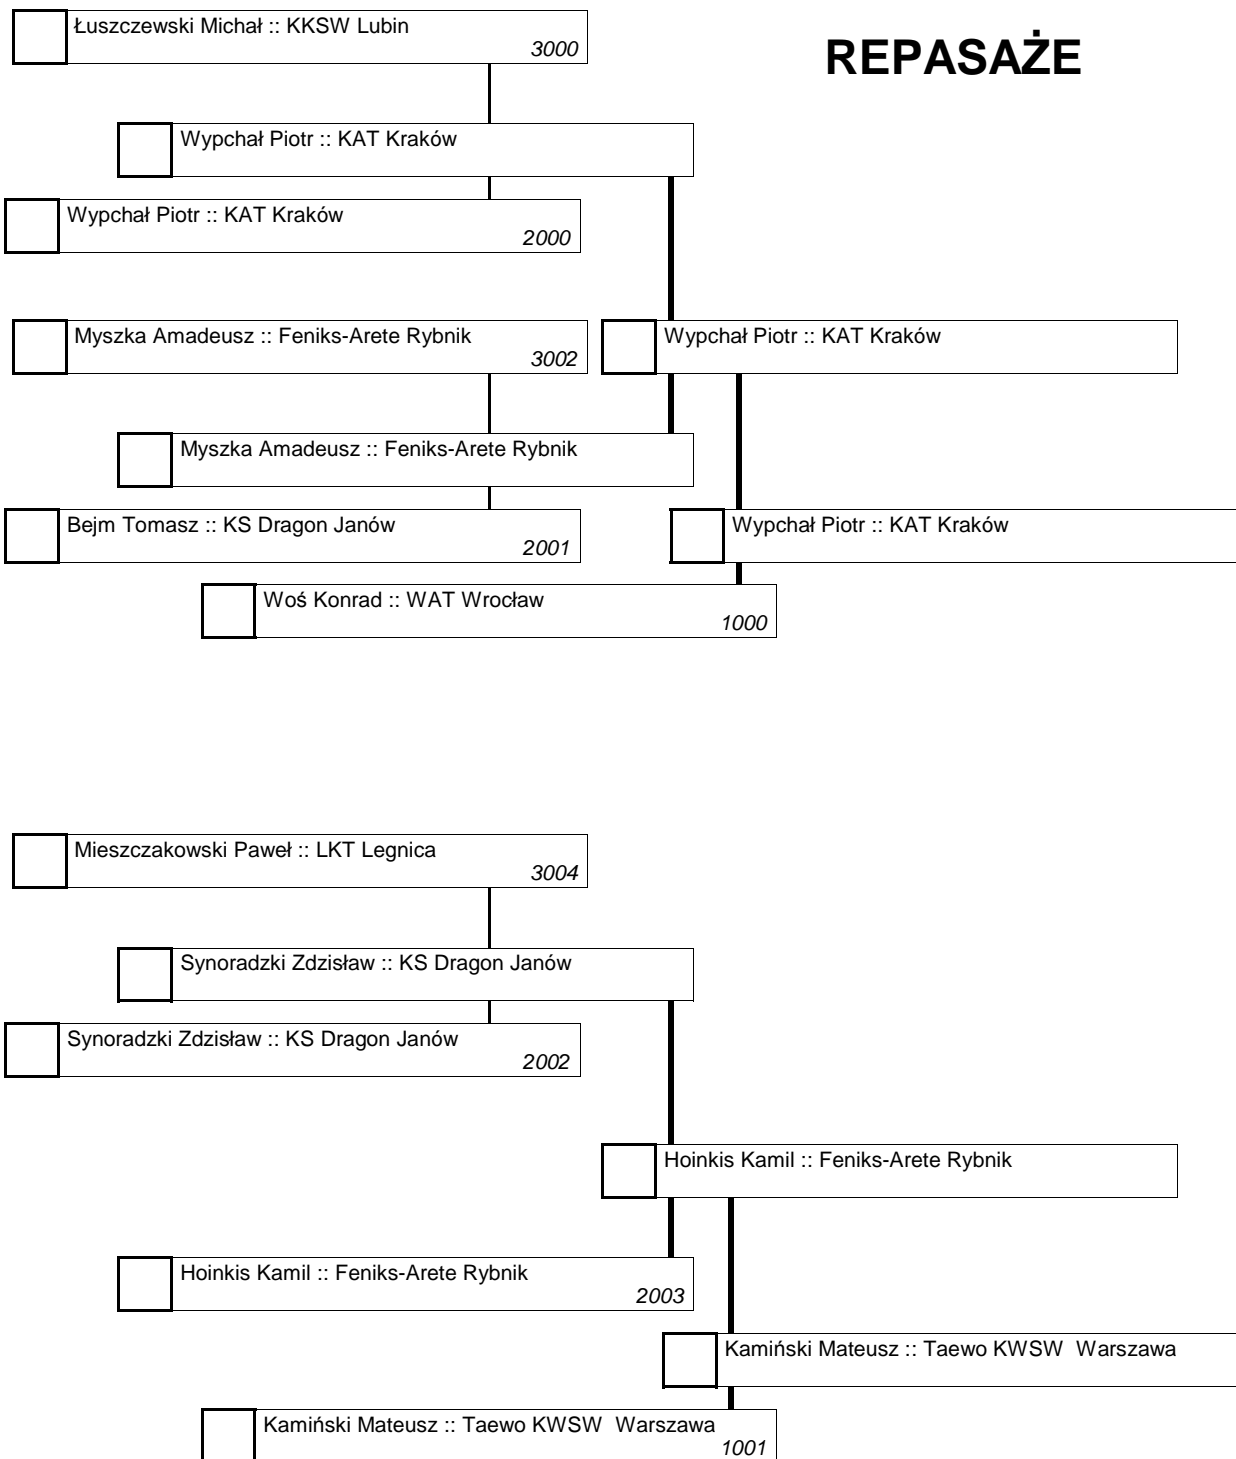 Łuszczewski Michał :: KKSW Lubin
3000
REPASAŻE
Wypchał Piotr :: KAT Kraków
Wypchał Piotr :: KAT Kraków
2000
Myszka Amadeusz :: Feniks-Arete Rybnik
3002
Wypchał Piotr :: KAT Kraków
Myszka Amadeusz :: Feniks-Arete Rybnik
Bejm Tomasz :: KS Dragon Janów
2001
Wypchał Piotr :: KAT Kraków
Woś Konrad :: WAT Wrocław
1000
Mieszczakowski Paweł :: LKT Legnica
3004
Synoradzki Zdzisław :: KS Dragon Janów
Synoradzki Zdzisław :: KS Dragon Janów
2002
Hoinkis Kamil :: Feniks-Arete Rybnik
Hoinkis Kamil :: Feniks-Arete Rybnik
2003
Kamiński Mateusz :: Taewo KWSW  Warszawa
Kamiński Mateusz :: Taewo KWSW  Warszawa
1001